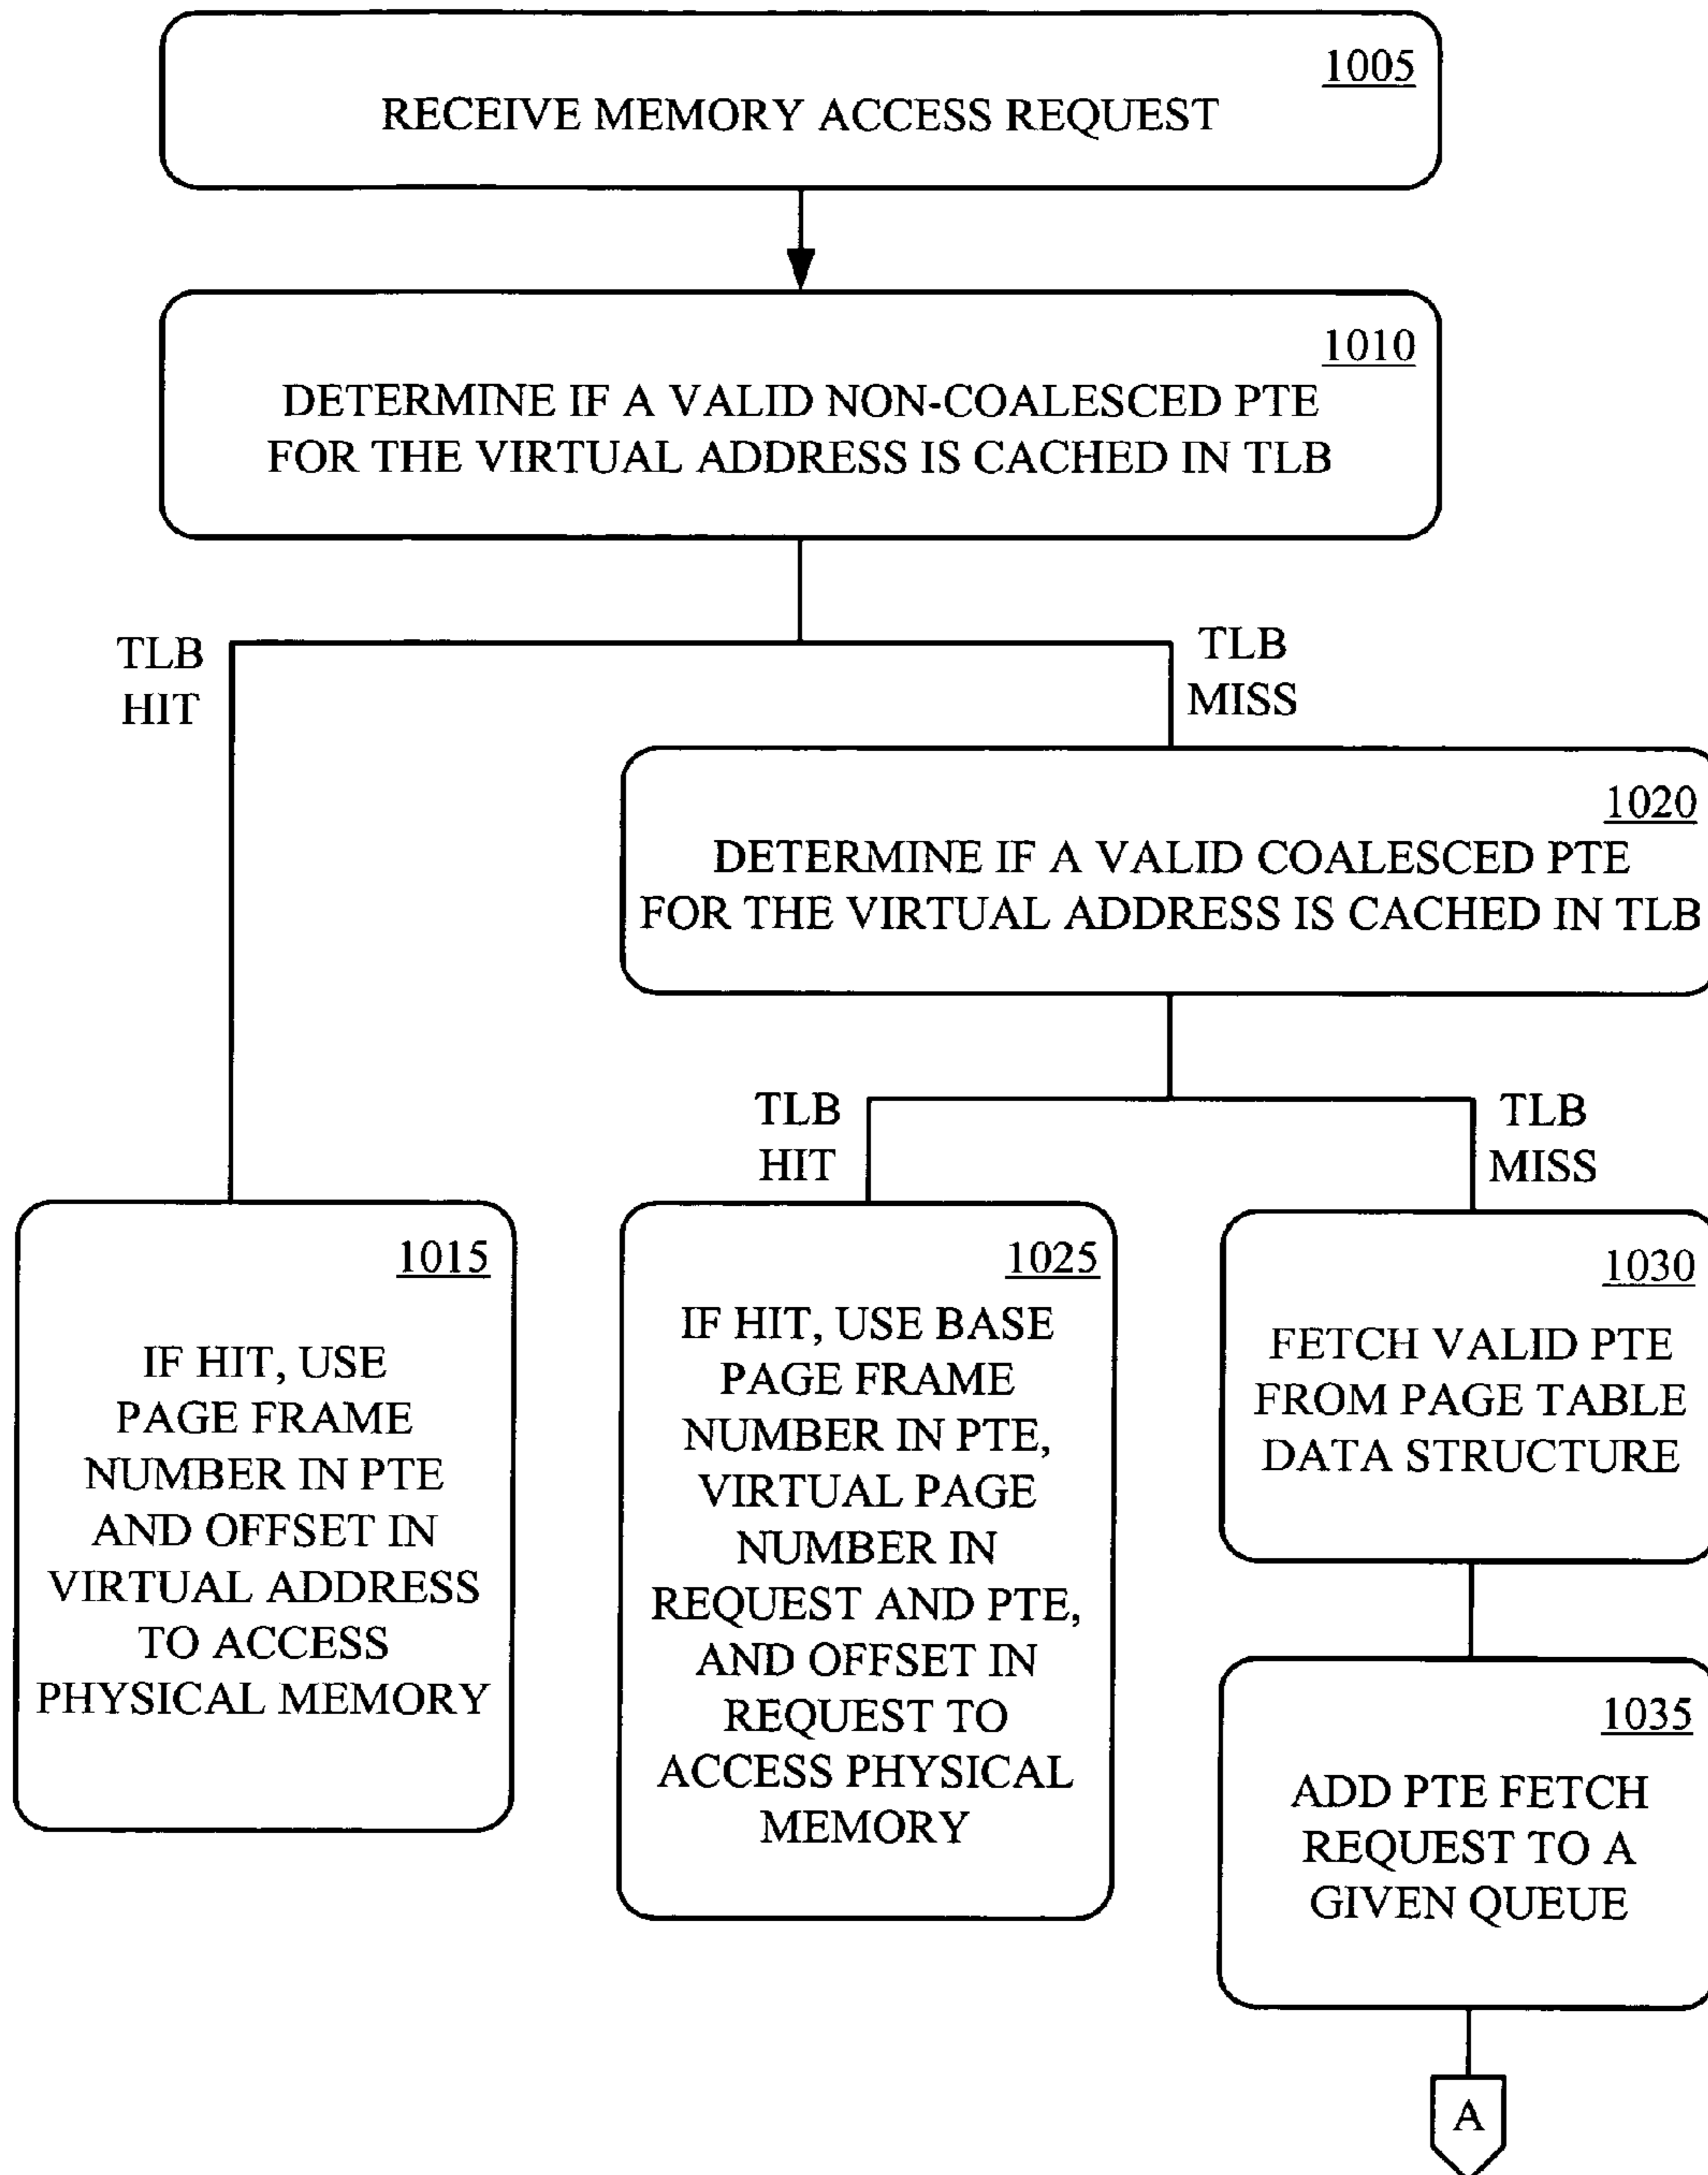 1005
RECEIVE MEMORY ACCESS REQUEST
1010
DETERMINE IF A VALID NON-COALESCED PTE
FOR THE VIRTUAL ADDRESS IS CACHED IN TLB
TLB
HIT
TLB
MISS
1020
DETERMINE IF A VALID COALESCED PTE
FOR THE VIRTUAL ADDRESS IS CACHED IN TLB
TLB
HIT
TLB
MISS
1015
IF HIT, USE
PAGE FRAME
NUMBER IN PTE
AND OFFSET IN
VIRTUAL ADDRESS
TO ACCESS
PHYSICAL MEMORY
1025
IF HIT, USE BASE
PAGE FRAME
NUMBER IN PTE,
VIRTUAL PAGE
NUMBER IN
REQUEST AND PTE,
AND OFFSET IN
REQUEST TO
ACCESS PHYSICAL
MEMORY
1030
FETCH VALID PTE
FROM PAGE TABLE
DATA STRUCTURE
1035
ADD PTE FETCH
REQUEST TO A
GIVEN QUEUE
A